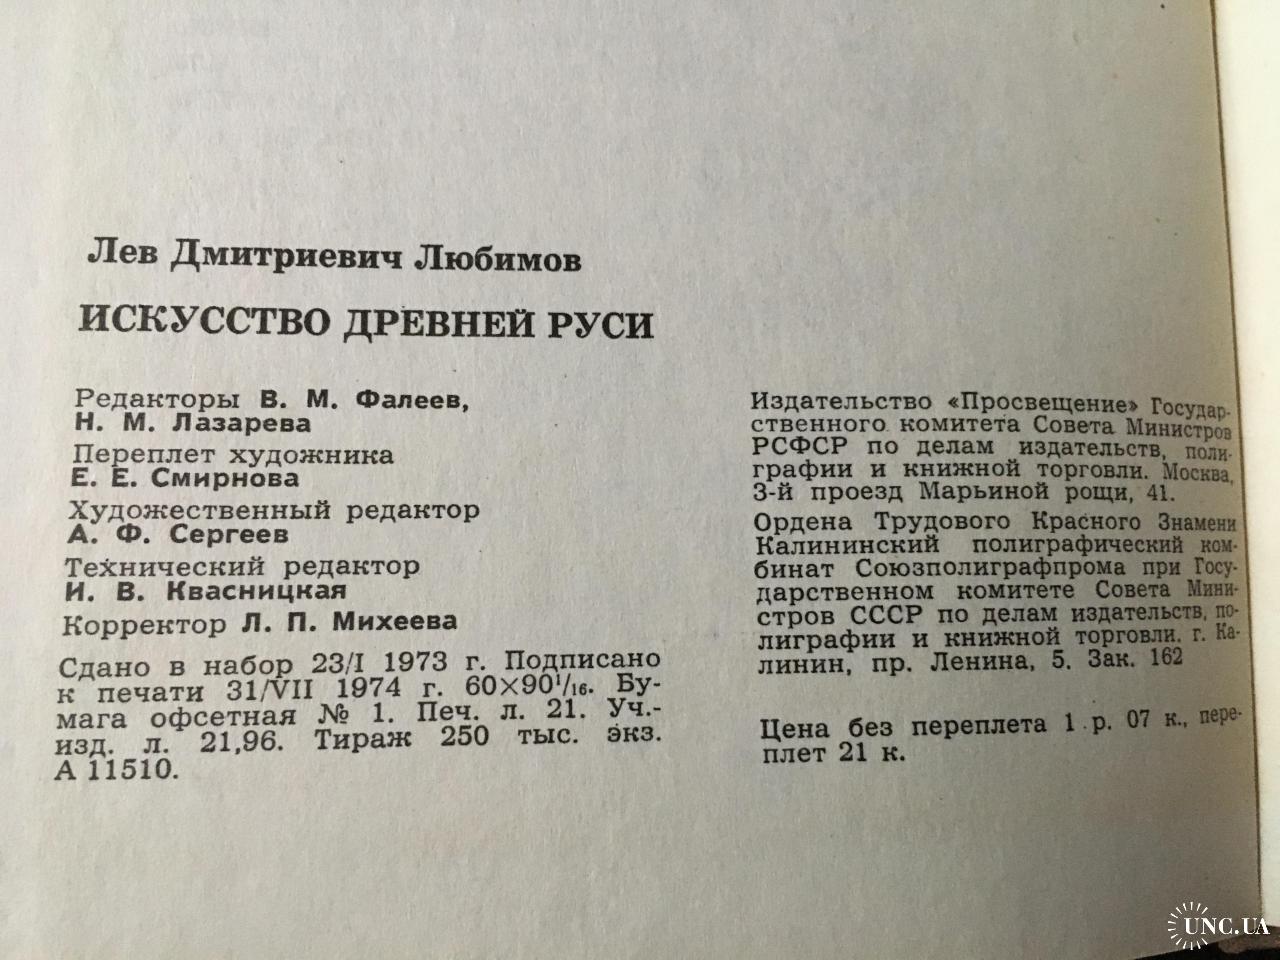 Лев Дмитриевич Любимов
ИСКУССТВО ДРЕВНЕЙ РУСИ
Редакторы В. М. Фалеев,
Н. М. Лазарева
Переплет художника
Е. Е. Смирнова
Художественный редактор
А. Ф. Сергеев
Технический редактор
И. В. Квасницкая
Корректор Л. П. Михеева
Сдано в набор 23/I 1973 г. Подписано
к печати 31/VII 1974 г. 60×90¹/₁₆. Бу-
мага офсетная № 1. Печ. л. 21. Уч.-
изд. л. 21,96. Тираж 250 тыс. экз.
А 11510.
Издательство «Просвещение» Государ-
ственного комитета Совета Министров
РСФСР по делам издательств, поли-
графии и книжной торговли. Москва,
3-й проезд Марьиной рощи, 41.
Ордена Трудового Красного Знамени
Калининский полиграфический ком-
бинат Союзполиграфпрома при Госу-
дарственном комитете Совета Мини-
стров СССР по делам издательств, по-
лиграфии и книжной торговли. г. Ка-
линин, пр. Ленина, 5. Зак. 162
Цена без переплета 1 р. 07 к., пере-
плет 21 к.
UNC.UA